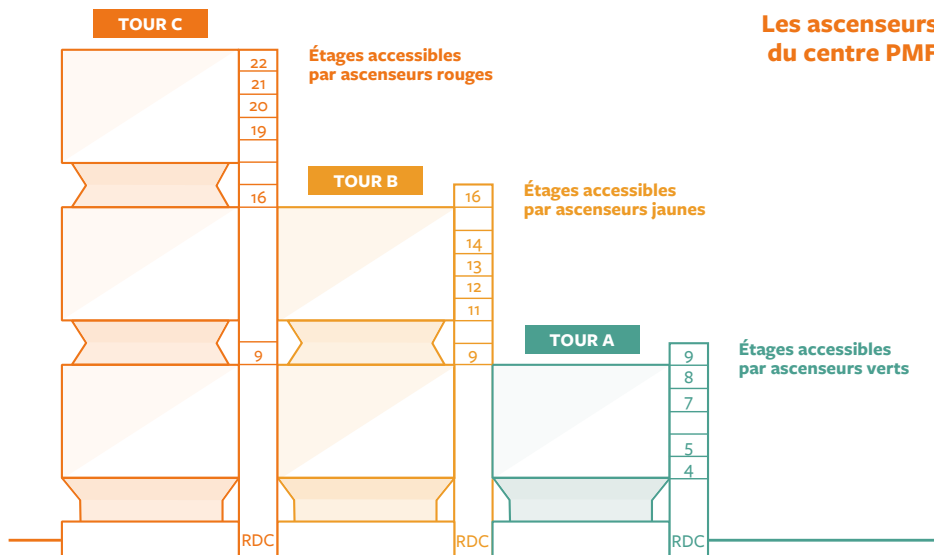 TOUR C
Les ascenseurs
du centre PMF
Étages accessibles
par ascenseurs rouges
22
21
20
19
16
9
RDC
TOUR B
Étages accessibles
par ascenseurs jaunes
16
14
13
12
11
9
RDC
TOUR A
Étages accessibles
par ascenseurs verts
9
8
7
5
4
RDC